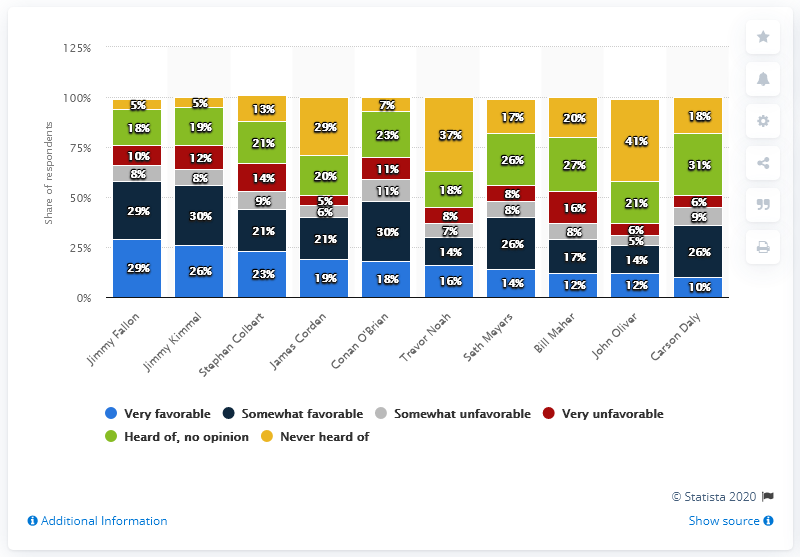 125%
100%
75%
50%
25%
0%
Share of respondents
5% 5% 13% 29% 7% 37% 17% 20% 41% 18%
18% 19% 21% 20% 23% 18% 26% 27% 21% 31%
10% 12% 14% 5% 11% 8% 8% 16% 6% 6%
8% 8% 9% 6% 11% 7% 8% 8% 5% 9%
29% 30% 21% 21% 30% 14% 26% 17% 14% 26%
29% 26% 23% 19% 18% 16% 14% 12% 12% 10%
Jimmy Fallon
Jimmy Kimmel
Stephen Colbert
James Corden
Conan O'Brien
Trevor Noah
Seth Meyers
Bill Maher
John Oliver
Carson Daly
Very favorable Somewhat favorable Somewhat unfavorable Very unfavorable
Heard of, no opinion Never heard of
© Statista 2020
Additional Information Show source